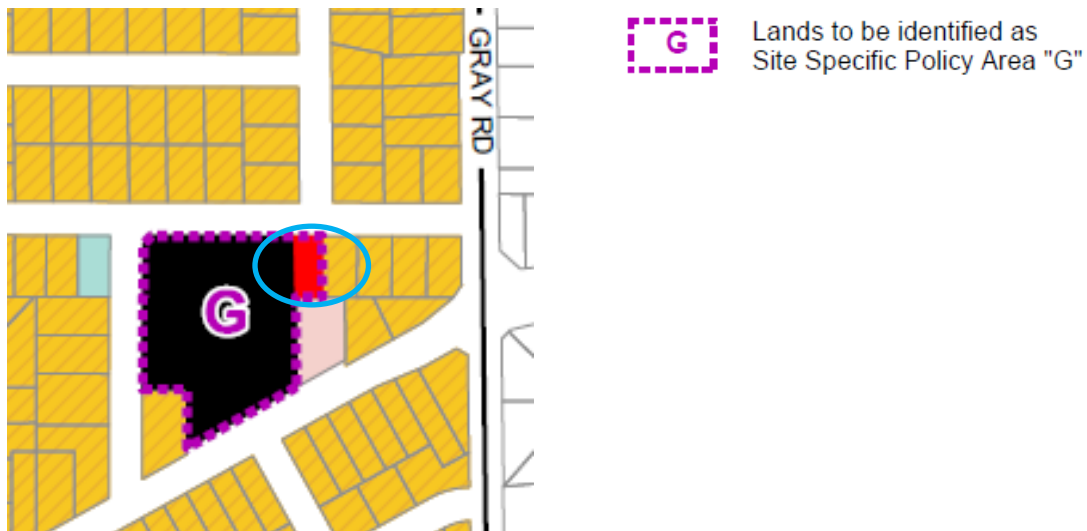 GRAY RD
G
G
Lands to be identified as
Site Specific Policy Area "G"